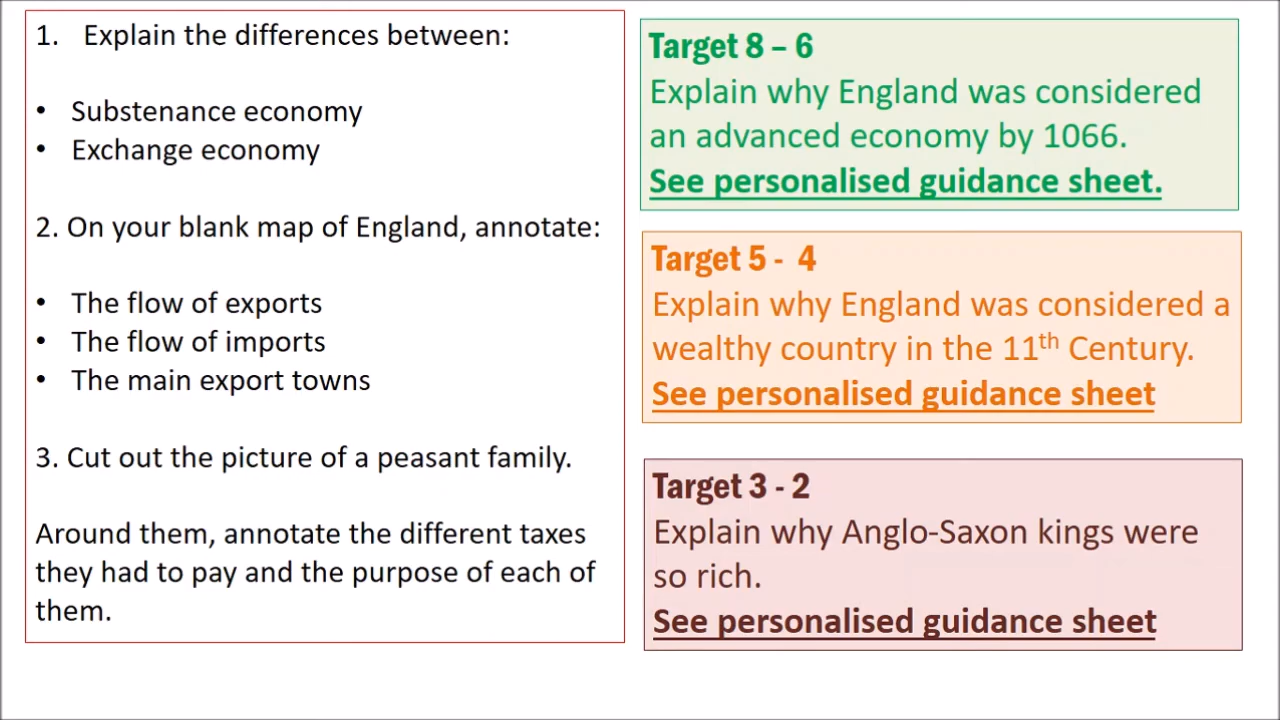 1. Explain the differences between:
• Substenance economy
• Exchange economy
2. On your blank map of England, annotate:
• The flow of exports
• The flow of imports
• The main export towns
3. Cut out the picture of a peasant family.
Around them, annotate the different taxes
they had to pay and the purpose of each of
them.
Target 8 – 6
Explain why England was considered
an advanced economy by 1066.
See personalised guidance sheet.
Target 5 - 4
Explain why England was considered a
wealthy country in the 11th Century.
See personalised guidance sheet
Target 3 - 2
Explain why Anglo-Saxon kings were
so rich.
See personalised guidance sheet